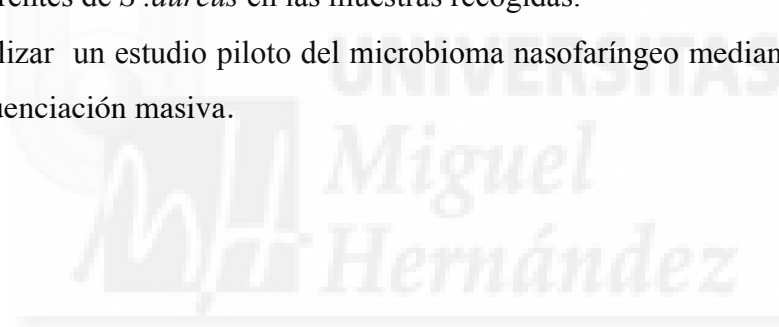 rentes de S .aureus en las muestras recogidas.
lizar un estudio piloto del microbioma nasofaríngeo median
uenciación masiva.
UNIVERSITAS
Miguel
Hernández